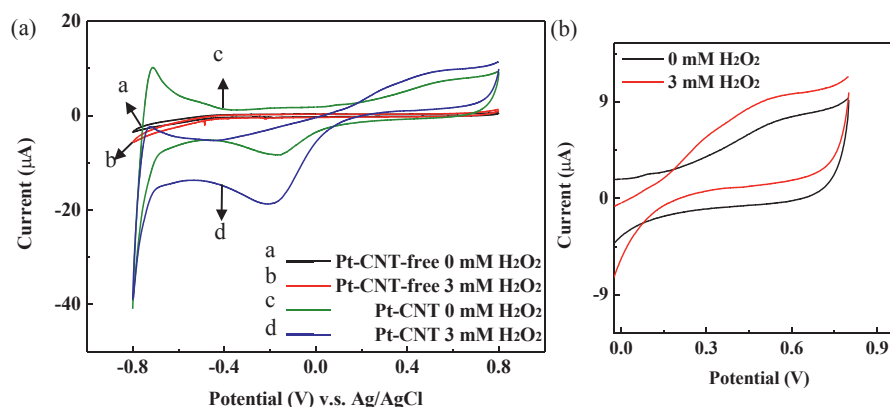 (a)
20
0
-20
-40
Current (μA)
a
b
c
d
a Pt-CNT-free 0 mM H2O2
b Pt-CNT-free 3 mM H2O2
c Pt-CNT 0 mM H2O2
d Pt-CNT 3 mM H2O2
-0.8 -0.4 0.0 0.4 0.8
Potential (V) v.s. Ag/AgCl
(b)
0 mM H2O2
3 mM H2O2
9
0
-9
Current (μA)
0.0 0.3 0.6 0.9
Potential (V)